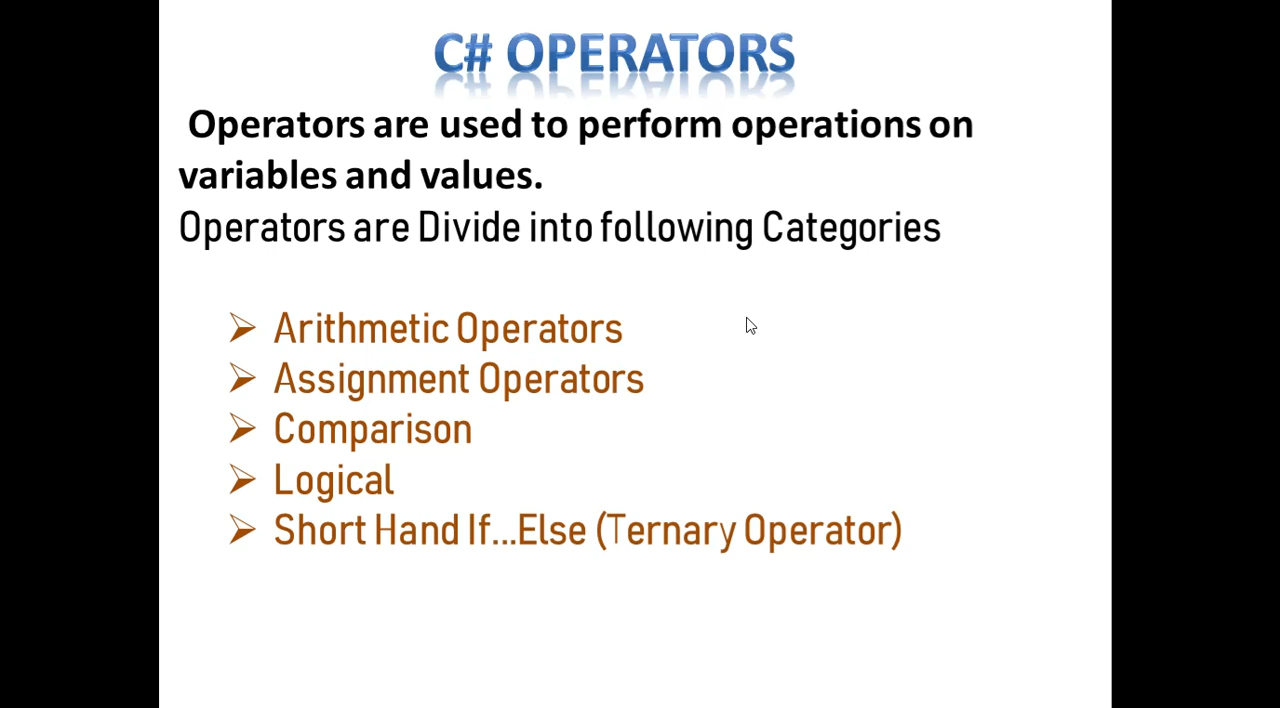 C# OPERATORS
Operators are used to perform operations on
variables and values.
Operators are Divide into following Categories
Arithmetic Operators
Assignment Operators
Comparison
Logical
Short Hand If...Else (Ternary Operator)